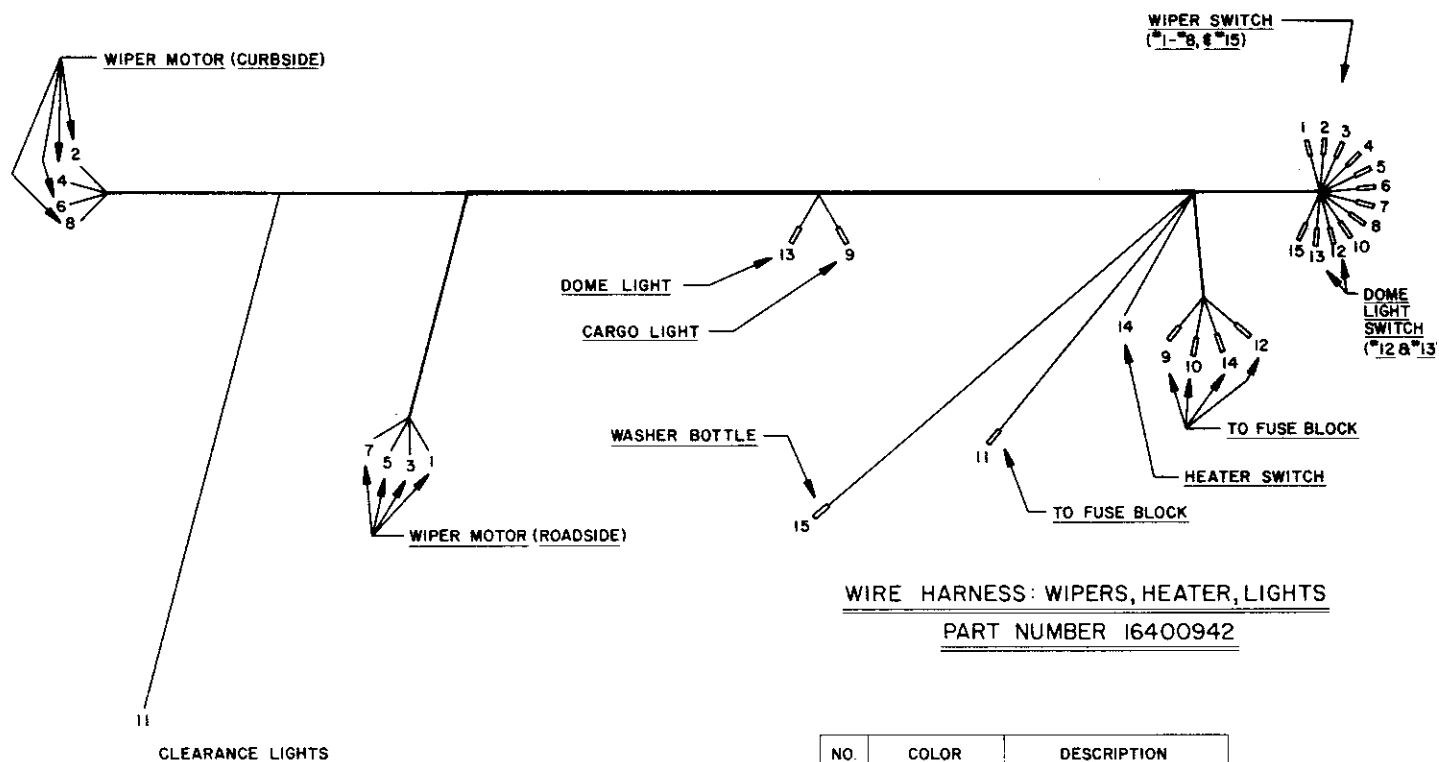 WIPER SWITCH
(#1-#8, & #15)
WIPER MOTOR (CURBSIDE)
2
4
6
8
1
2
3
4
5
6
7
8
10
12
13
15
DOME
LIGHT
SWITCH
(#12 & #13)
13
9
DOME LIGHT
CARGO LIGHT
14
9
10
14
12
TO FUSE BLOCK
HEATER SWITCH
7
5
3
1
WIPER MOTOR (ROADSIDE)
WASHER BOTTLE
15
11
TO FUSE BLOCK
WIRE HARNESS: WIPERS, HEATER, LIGHTS
PART NUMBER 16400942
11
CLEARANCE LIGHTS
NO. COLOR DESCRIPTION